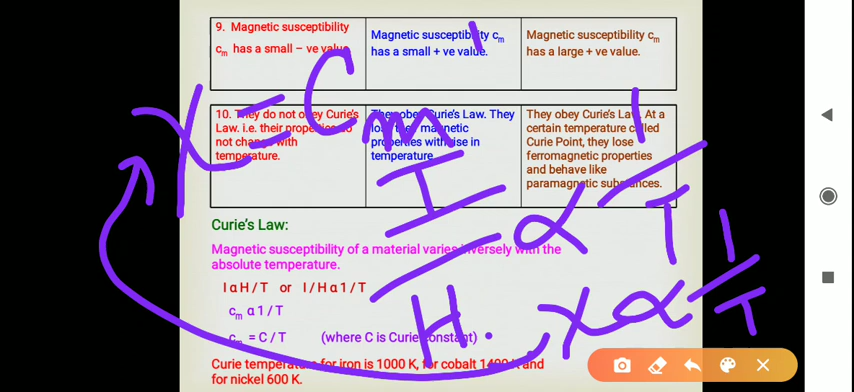 9. Magnetic susceptibility
cm has a small – ve value.
Magnetic susceptibility cm
has a small + ve value.
Magnetic susceptibility cm
has a large + ve value.
10. They do not obey Curie's
Law. i.e. their properties do
not change with
temperature.
They obey Curie's Law. They
lose their magnetic
properties with rise in
temperature.
They obey Curie's Law. At a
certain temperature called
Curie Point, they lose
ferromagnetic properties
and behave like
paramagnetic substances.
Curie's Law:
Magnetic susceptibility of a material varies inversely with the
absolute temperature.
I α H / T or I / H α 1 / T
cm α 1 / T
cm = C / T (where C is Curie constant)
Curie temperature for iron is 1000 K, for cobalt 1400 K and
for nickel 600 K.
χ = Cm
I / H α 1 / T
χ α 1 / T